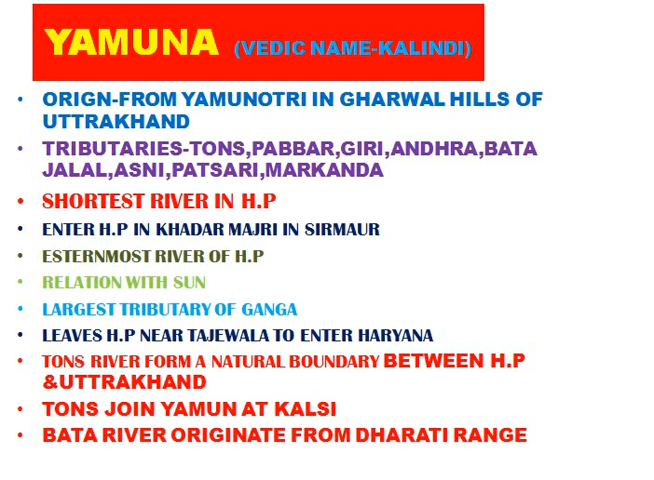 YAMUNA (VEDIC NAME-KALINDI)
• ORIGN-FROM YAMUNOTRI IN GHARWAL HILLS OF
UTTRAKHAND
• TRIBUTARIES-TONS,PABBAR,GIRI,ANDHRA,BATA
JALAL,ASNI,PATSARI,MARKANDA
• SHORTEST RIVER IN H.P
• ENTER H.P IN KHADAR MAJRI IN SIRMAUR
• ESTERNMOST RIVER OF H.P
• RELATION WITH SUN
• LARGEST TRIBUTARY OF GANGA
• LEAVES H.P NEAR TAJEWALA TO ENTER HARYANA
• TONS RIVER FORM A NATURAL BOUNDARY BETWEEN H.P
&UTTRAKHAND
• TONS JOIN YAMUN AT KALSI
• BATA RIVER ORIGINATE FROM DHARATI RANGE